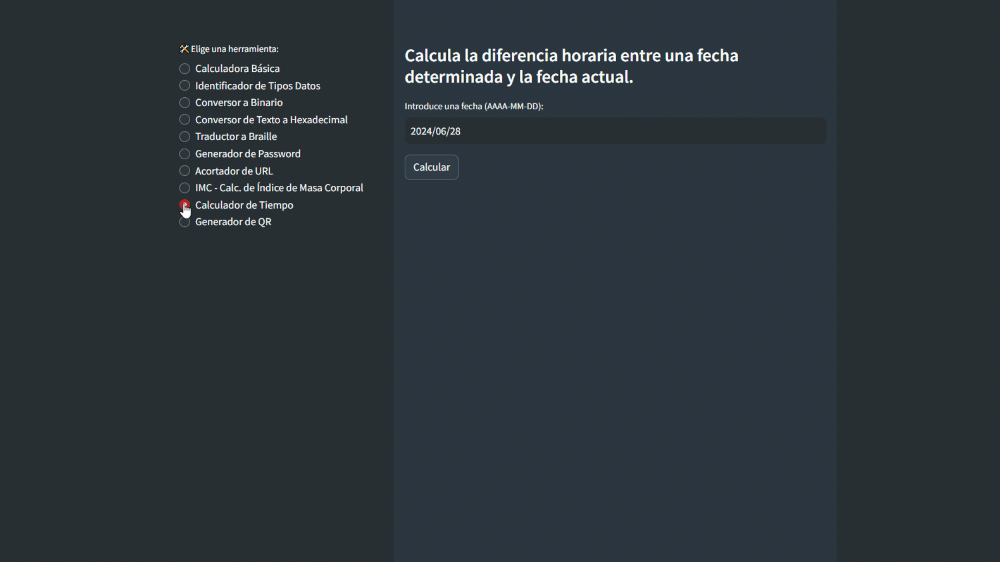 🛠 Elige una herramienta:
Calculadora Básica
Identificador de Tipos Datos
Conversor a Binario
Conversor de Texto a Hexadecimal
Traductor a Braille
Generador de Password
Acortador de URL
IMC - Calc. de Índice de Masa Corporal
Calculador de Tiempo
Generador de QR
Calcula la diferencia horaria entre una fecha
determinada y la fecha actual.
Introduce una fecha (AAAA-MM-DD):
2024/06/28
Calcular